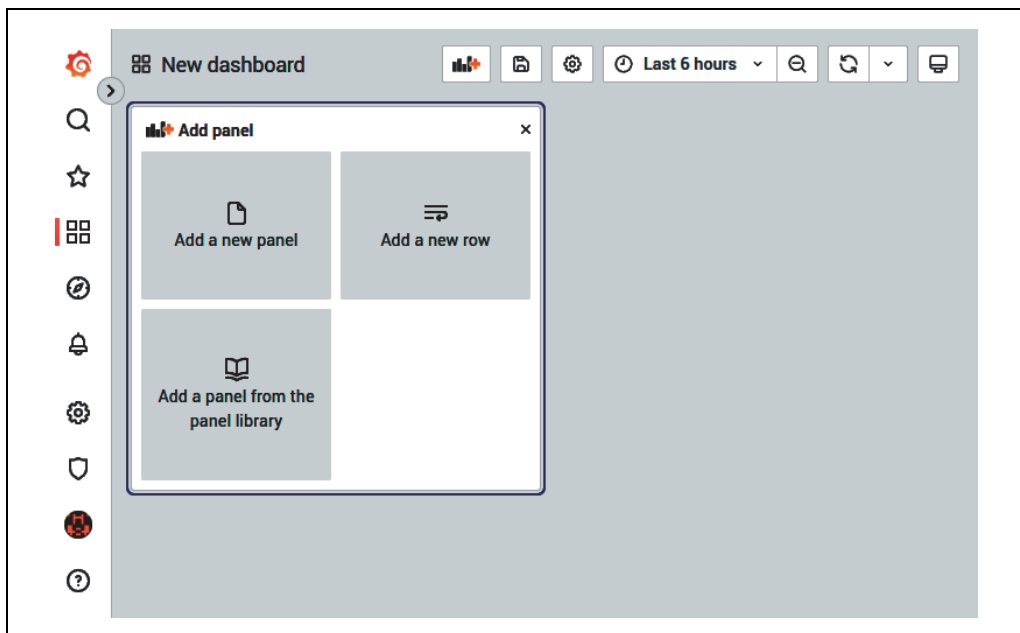 New dashboard
Last 6 hours
Add panel
Add a new panel
Add a new row
Add a panel from the
panel library